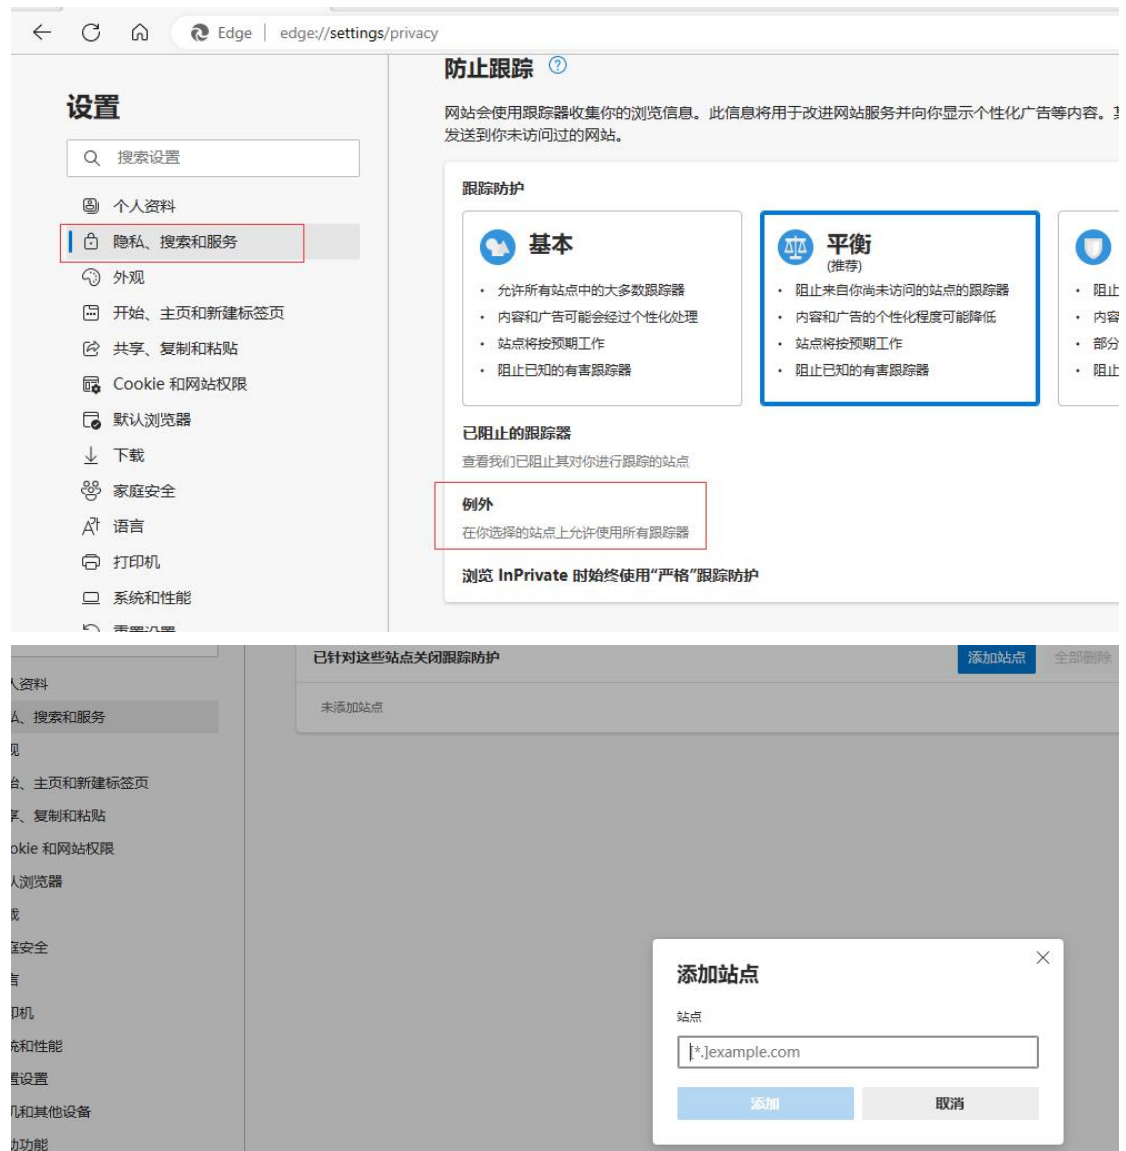 Edge | edge://settings/privacy
设置
搜索设置
个人资料
隐私、搜索和服务
外观
开始、主页和新建标签页
共享、复制和粘贴
Cookie 和网站权限
默认浏览器
下载
家庭安全
语言
打印机
系统和性能
重置设置
防止跟踪
网站会使用跟踪器收集你的浏览信息。此信息将用于改进网站服务并向你显示个性化广告等内容。
发送到你未访问过的网站。
跟踪防护
基本
• 允许所有站点中的大多数跟踪器
• 内容和广告可能会经过个性化处理
• 站点将按预期工作
• 阻止已知的有害跟踪器
平衡
(推荐)
• 阻止来自你尚未访问的站点的跟踪器
• 内容和广告的个性化程度可能降低
• 站点将按预期工作
• 阻止已知的有害跟踪器
• 阻止
• 内容
• 部分
• 阻止
已阻止的跟踪器
查看我们已阻止其对你进行跟踪的站点
例外
在你选择的站点上允许使用所有跟踪器
浏览 InPrivate 时始终使用“严格”跟踪防护
人资料
、搜索和服务
、主页和新建标签页
、复制和粘贴
okie 和网站权限
人浏览器
安全
印机
和性能
设置
和其他设备
功能
已针对这些站点关闭跟踪防护
添加站点
全部删除
未添加站点
添加站点
站点
[*.]example.com
添加
取消